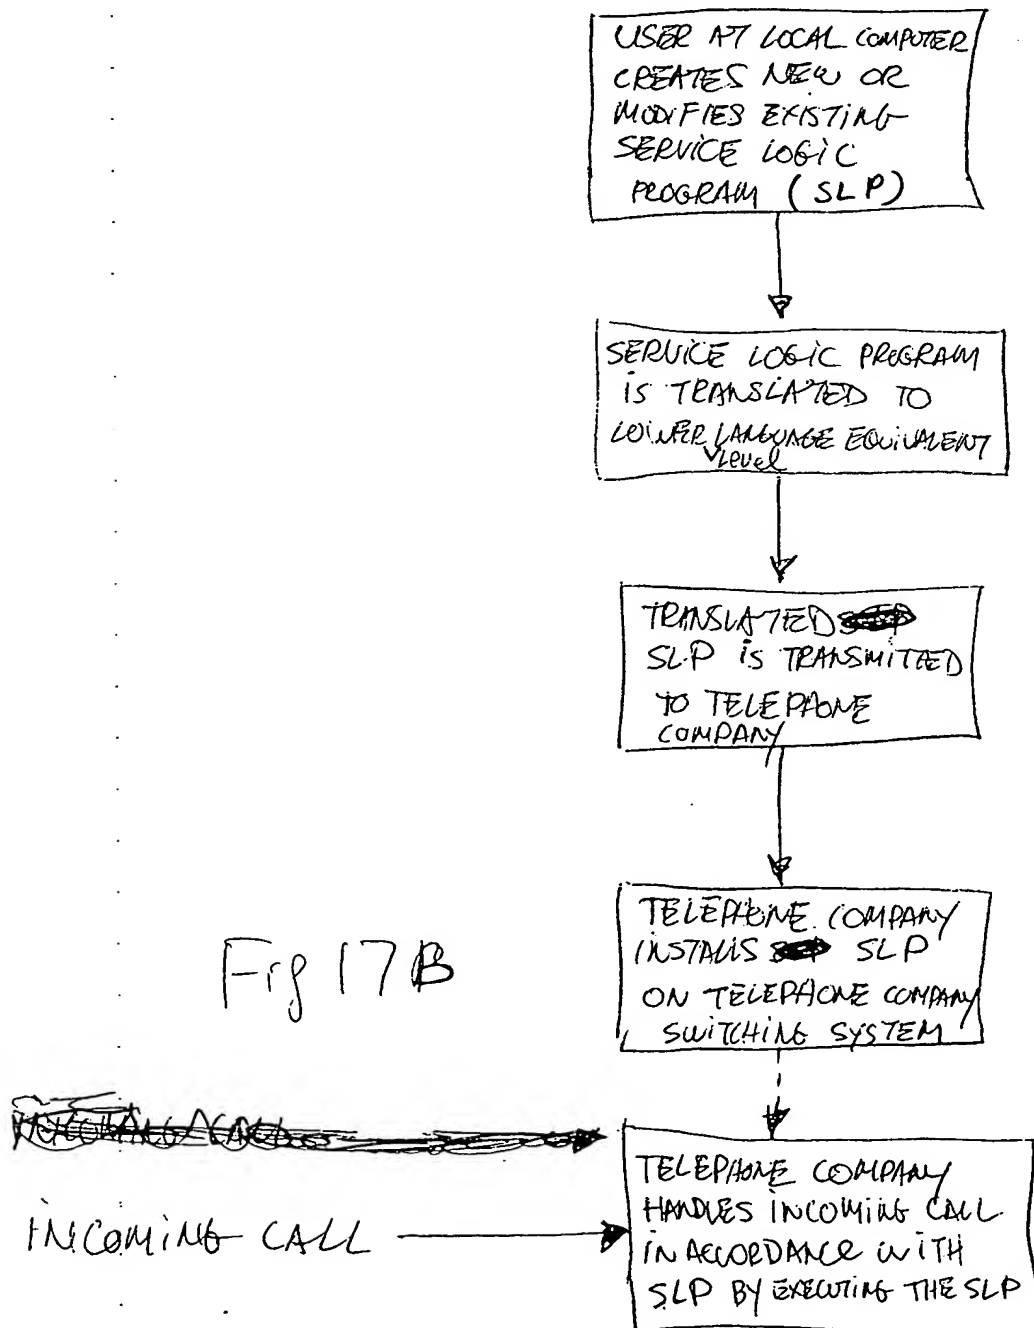 USER AT LOCAL COMPUTER
CREATES NEW OR
MODIFIES EXISTING
SERVICE LOGIC
PROGRAM (SLP)
SERVICE LOGIC PROGRAM
IS TRANSLATED TO
LOWER LANGUAGE EQUIVALENT
level
TRANSLATED
SLP IS TRANSMITTED
TO TELEPHONE
COMPANY
TELEPHONE COMPANY
INSTALLS SLP
ON TELEPHONE COMPANY
SWITCHING SYSTEM
Fig 17B
TELEPHONE COMPANY
HANDLES INCOMING CALL
IN ACCORDANCE WITH
SLP BY EXECUTING THE SLP
INCOMING CALL